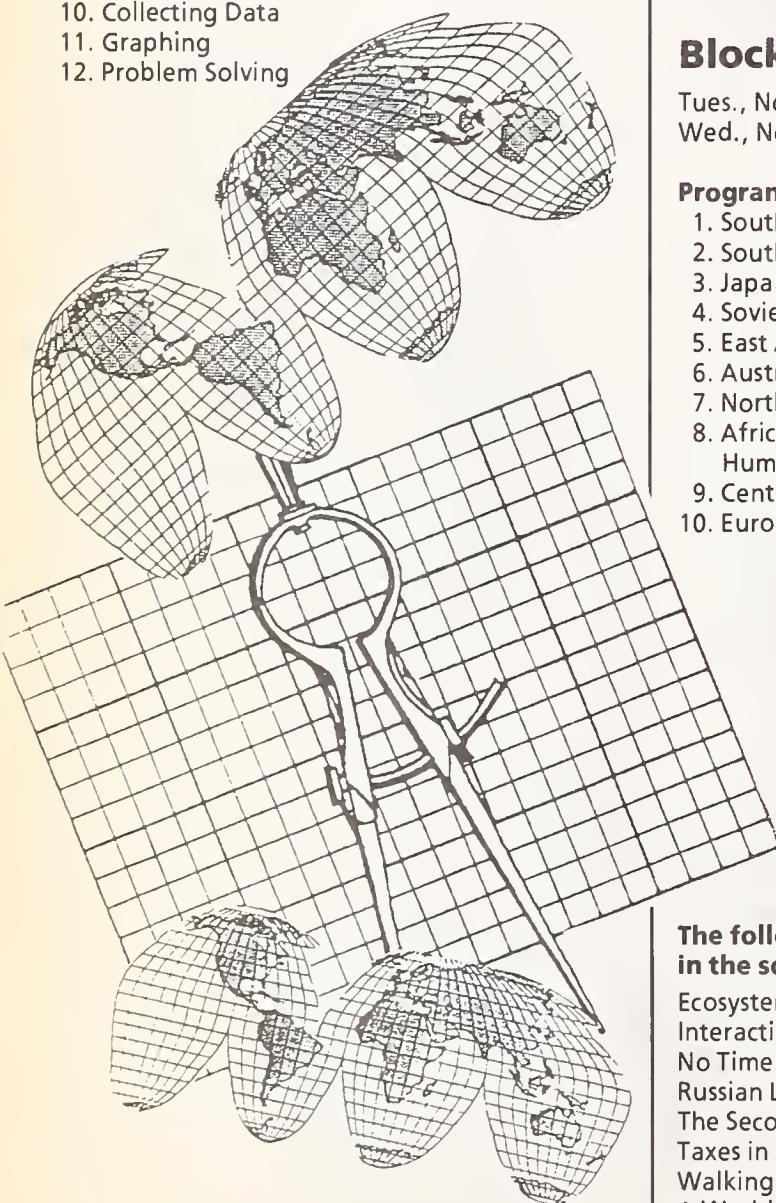 10. Collecting Data
11. Graphing
12. Problem Solving
Block
Tues., No
Wed., No
Program
1. South
2. South
3. Japa
4. Sovie
5. East A
6. Austr
7. North
8. Afric
Hum
9. Cent
10. Euro
The follo
in the sc
Ecosyster
Interacti
No Time
Russian L
The Seco
Taxes in
Walking